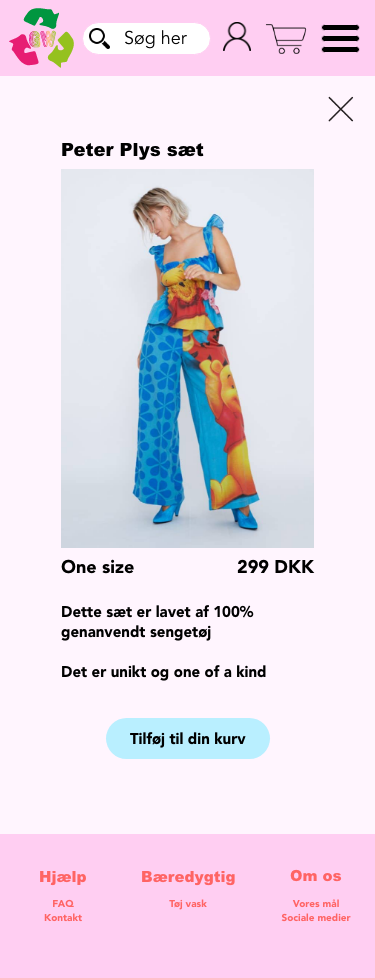 Søg her
Peter Plys sæt
One size 299 DKK
Dette sæt er lavet af 100%
genanvendt sengetøj
Det er unikt og one of a kind
Tilføj til din kurv
Hjælp Bæredygtig Om os
FAQ Tøj vask Vores mål
Kontakt Sociale medier